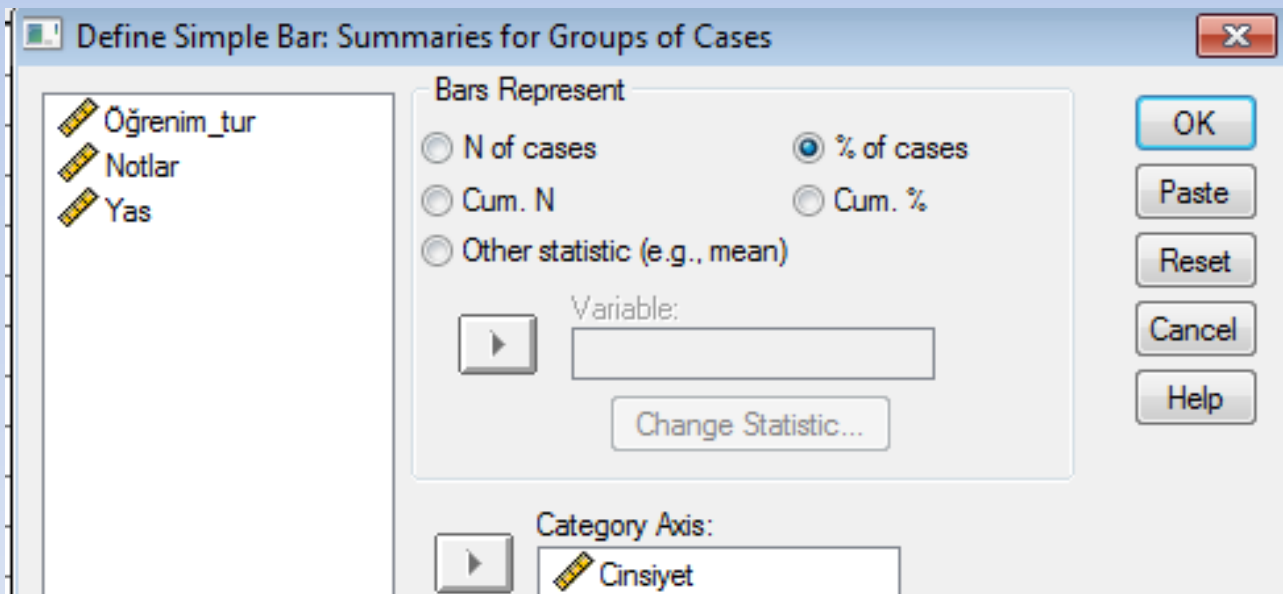 Define Simple Bar: Summaries for Groups of Cases
Öğrenim_tur
Notlar
Yas
Bars Represent
N of cases
% of cases
Cum. N
Cum. %
Other statistic (e.g., mean)
Variable:
Change Statistic...
Category Axis:
Cinsiyet
OK
Paste
Reset
Cancel
Help